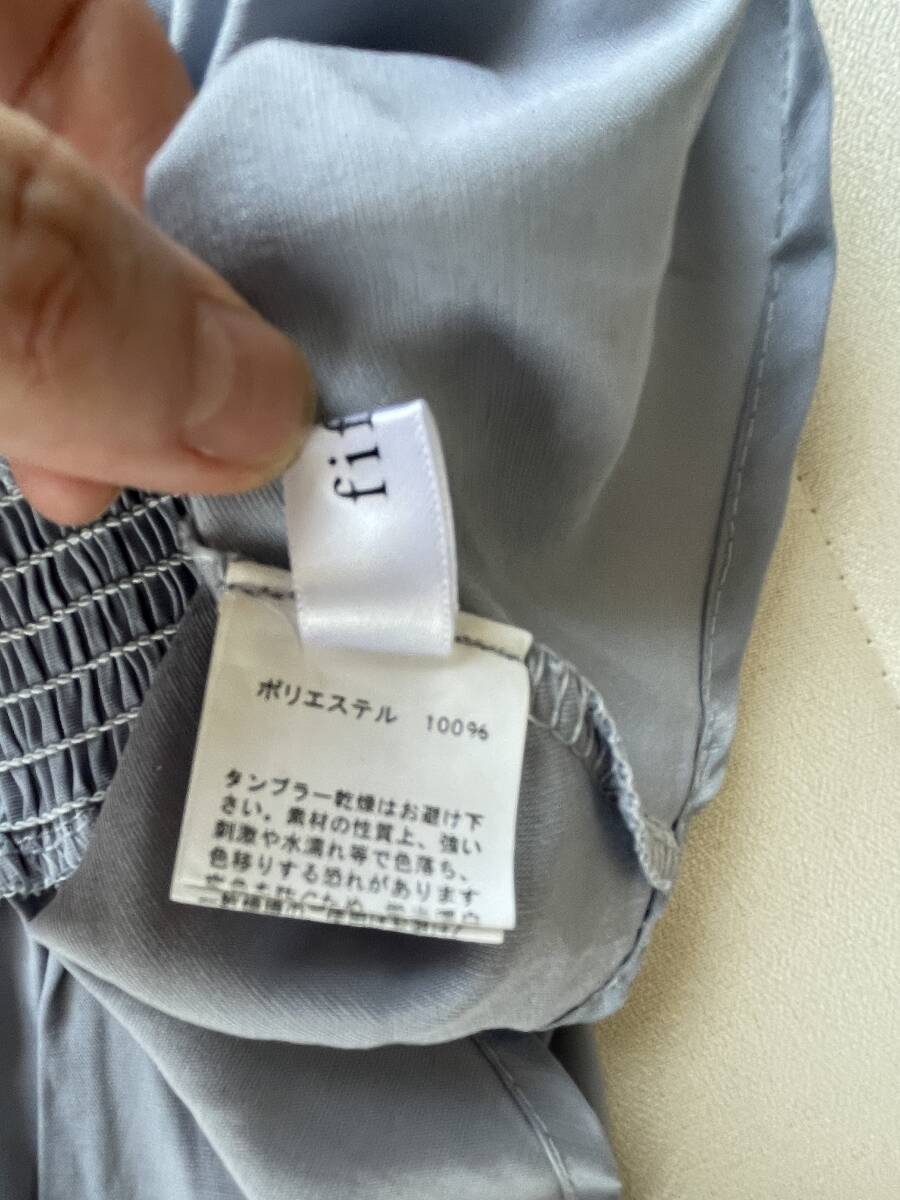 fif
ポリエステル 100%
タンブラー乾燥はお避け下
さい。素材の性質上、強い
刺激や水濡れ等で色落ち、
色移りする恐れがあります